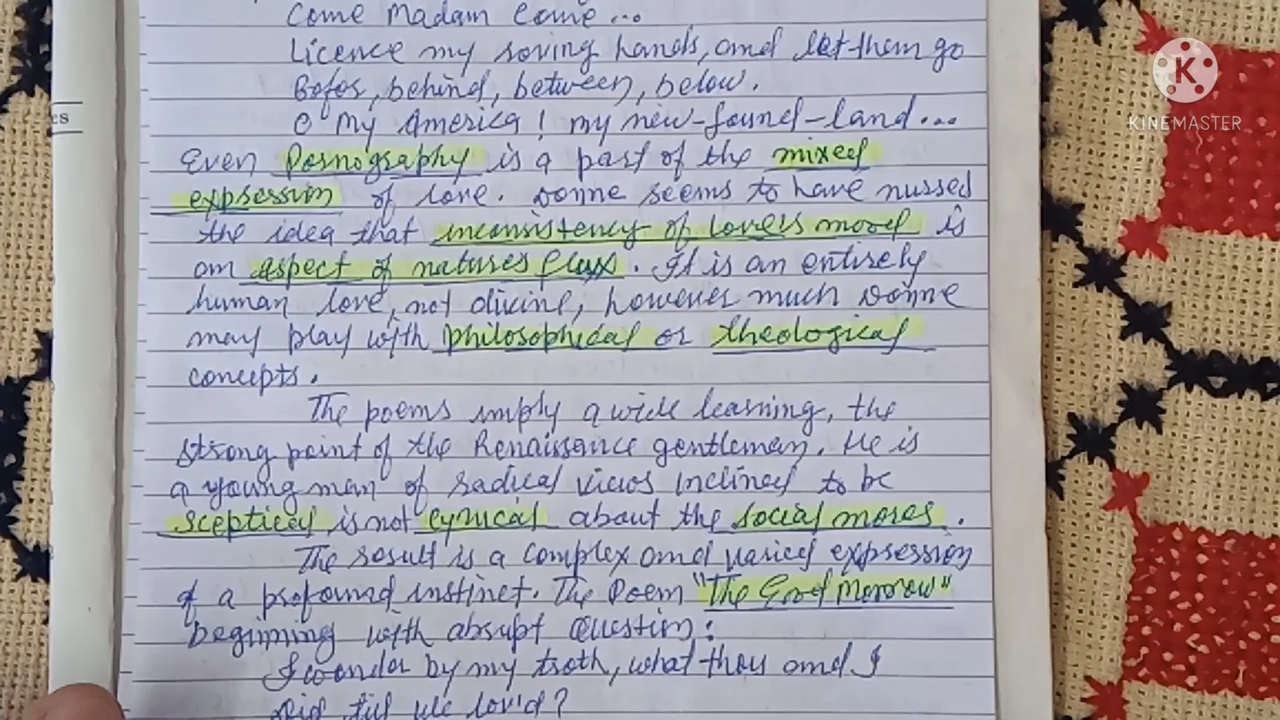 Come Madam Come ...
Licence my roving hands, and let them go
Befor, behind, between, below.
O my America! my new-found-land...
Even Pornography is a part of the mixed
expression of love. Donne seems to have nursed
the idea that inconsistency of lovers mood is
an aspect of natures flux. It is an entirely
human love, not divine, however much Donne
may play with philosophical or theological
concepts.
The poems imply a wide learning, the
strong point of the Renaissance gentleman. He is
a young man of radical views inclined to be
sceptical is not cynical about the social mores.
The result is a complex and varied expression
of a profound instinct. The Poem "The Good Morrow"
beginning with abrupt Question:
I wonder by my troth, what thou and I
Did, till we lov'd?
es
K
KINEMASTER